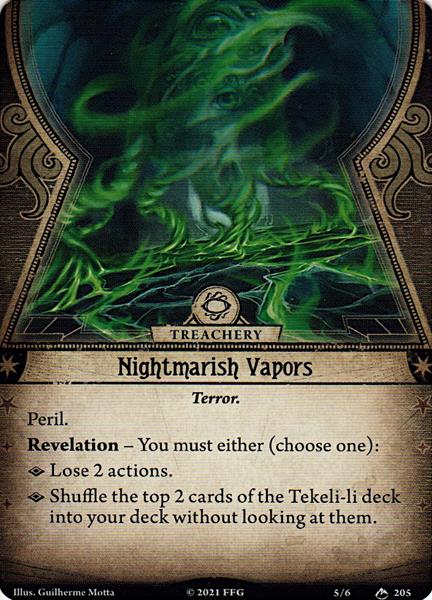 TREACHERY
Nightmarish Vapors
Terror.
Peril.
Revelation – You must either (choose one):
Lose 2 actions.
Shuffle the top 2 cards of the Tekeli-li deck
into your deck without looking at them.
Illus. Guilherme Motta © 2021 FFG 5/6 205